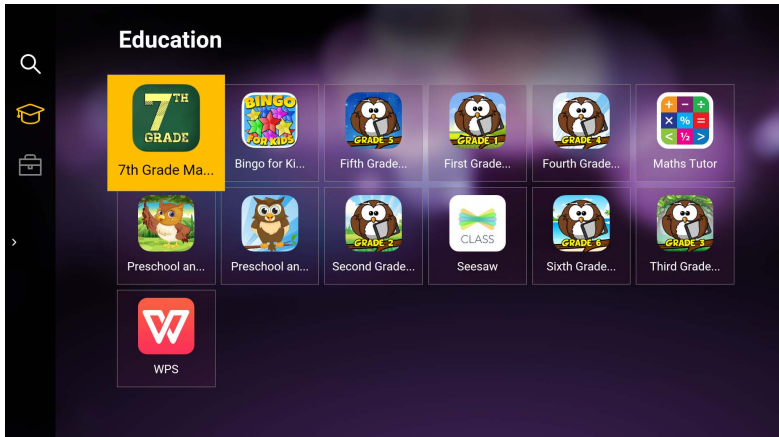 Education
7TH
GRADE
7th Grade Ma...
BINGO
FOR KIDS
Bingo for Ki...
GRADE 5
Fifth Grade...
GRADE 1
First Grade...
GRADE 4
Fourth Grade...
+ - ÷
× % =
< ½ >
Maths Tutor
Preschool an...
Preschool an...
GRADE 2
Second Grade...
CLASS
Seesaw
GRADE 6
Sixth Grade...
GRADE 3
Third Grade...
W
WPS